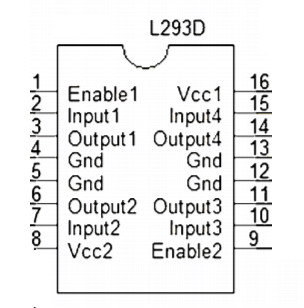 L293D
1 Enable1 Vcc1 16
2 Input1 Input4 15
3 Output1 Output4 14
4 Gnd Gnd 13
5 Gnd Gnd 12
6 Output2 Output3 11
7 Input2 Input3 10
8 Vcc2 Enable2 9